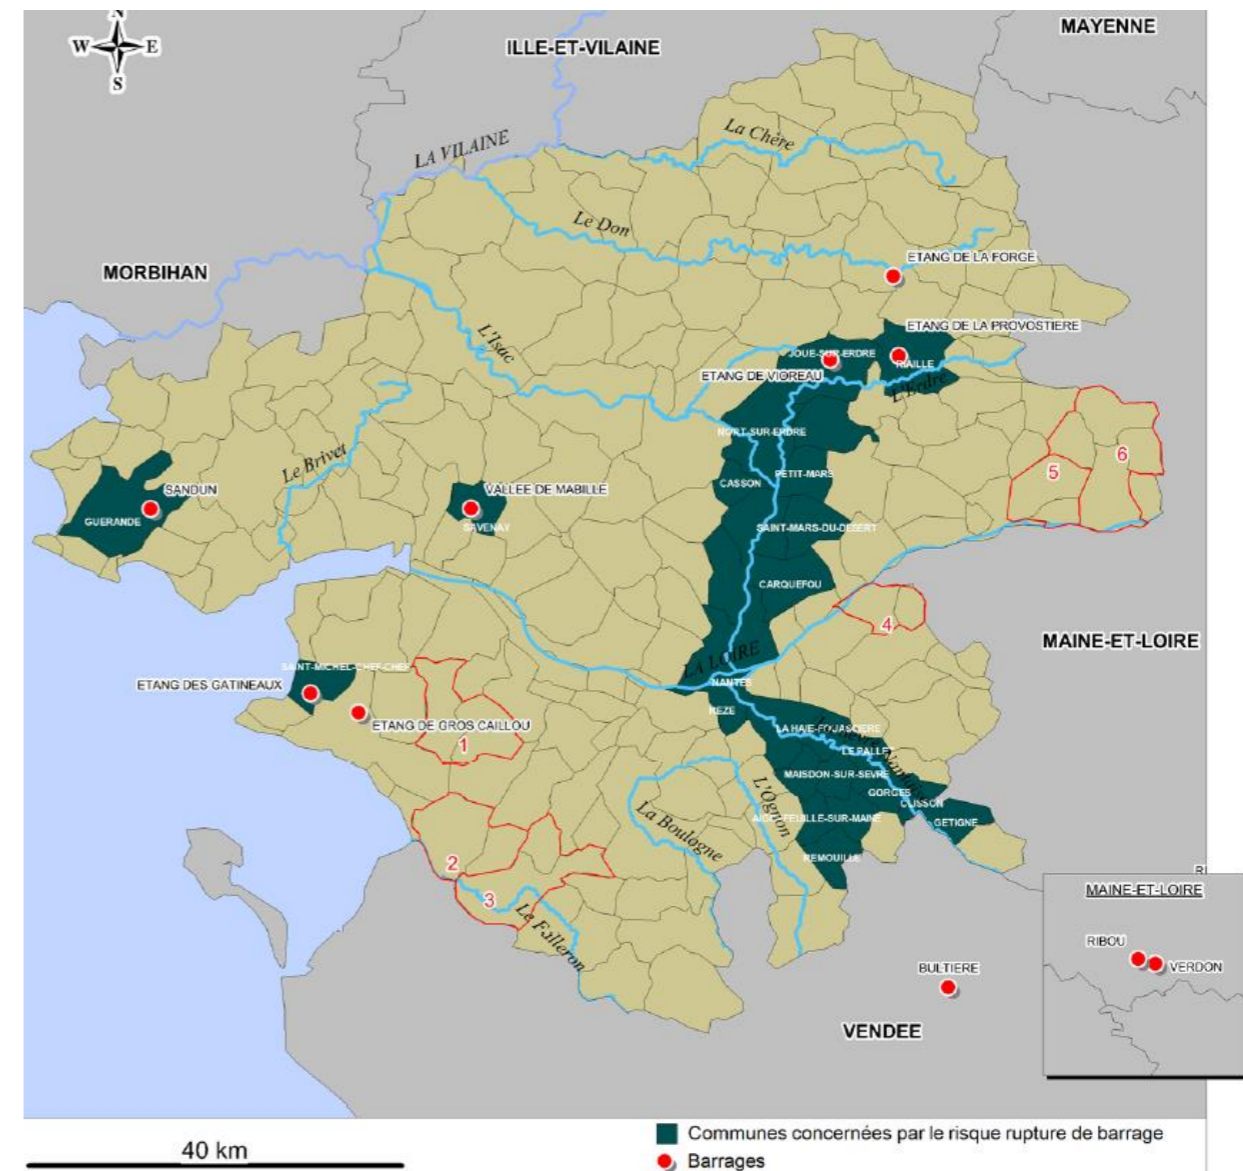 N
W E
S
ILLE-ET-VILAINE
MAYENNE
La Chère
LA VILAINE
Le Don
MORBIHAN
ETANG DE LA FORGE
L'Isac
ETANG DE LA PROVOSTIERE
JOUE-SUR-ERDRE
RIAILLE
ETANG DE VIOREAU
L'Erdre
NORT-SUR-ERDRE
Le Brivet
6
5
PETIT-MARS
CASSON
SANDUN
VALLEE DE MABILLE
GUERANDE
SAVENAY
SAINT-MARS-DU-DESERT
CARQUEFOU
4
MAINE-ET-LOIRE
LA LOIRE
SAINT-MICHEL-CHEF-CHEF
ETANG DES GATINEAUX
NANTES
REZE
ETANG DE GROS CAILLOU
1
LA HAIE-FOUASSIERE
LE PALLET
MAISDON-SUR-SEVRE
GORGES
CLISSON
GETIGNE
L'Ognon
La Boulogne
AIGREFEUILLE-SUR-MAINE
REMOUILLE
2
3
Le Falleron
MAINE-ET-LOIRE
RIBOU
VERDON
BULTIERE
VENDEE
40 km
Communes concernées par le risque rupture de barrage
Barrages